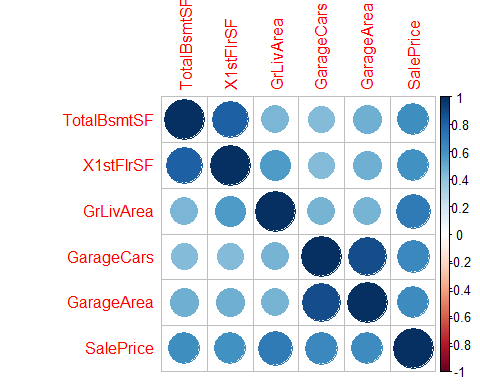 TotalBsmtSF
X1stFlrSF
GrLivArea
GarageCars
GarageArea
SalePrice
TotalBsmtSF
X1stFlrSF
GrLivArea
GarageCars
GarageArea
SalePrice
1
0.8
0.6
0.4
0.2
0
-0.2
-0.4
-0.6
-0.8
-1